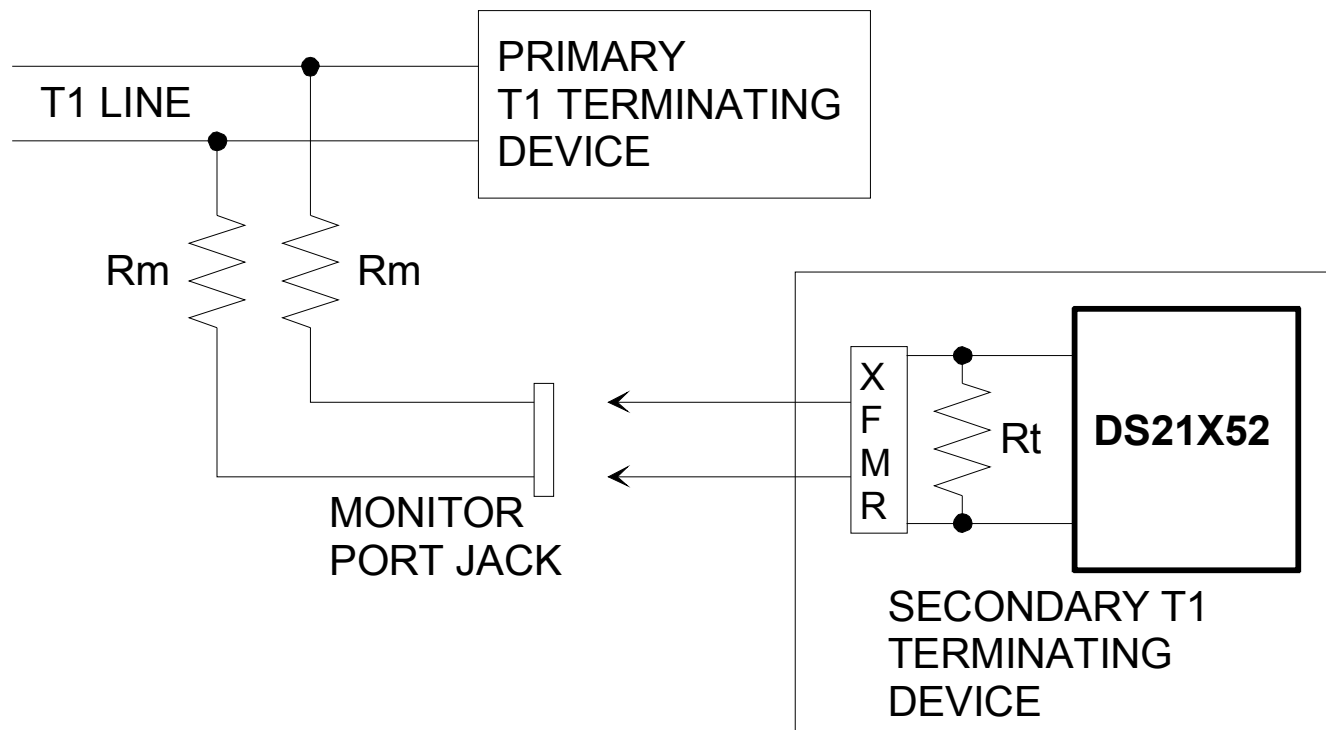 PRIMARY
T1 TERMINATING
DEVICE
T1 LINE
Rm
Rm
X
F
M
R
Rt
DS21X52
MONITOR
PORT JACK
SECONDARY T1
TERMINATING
DEVICE